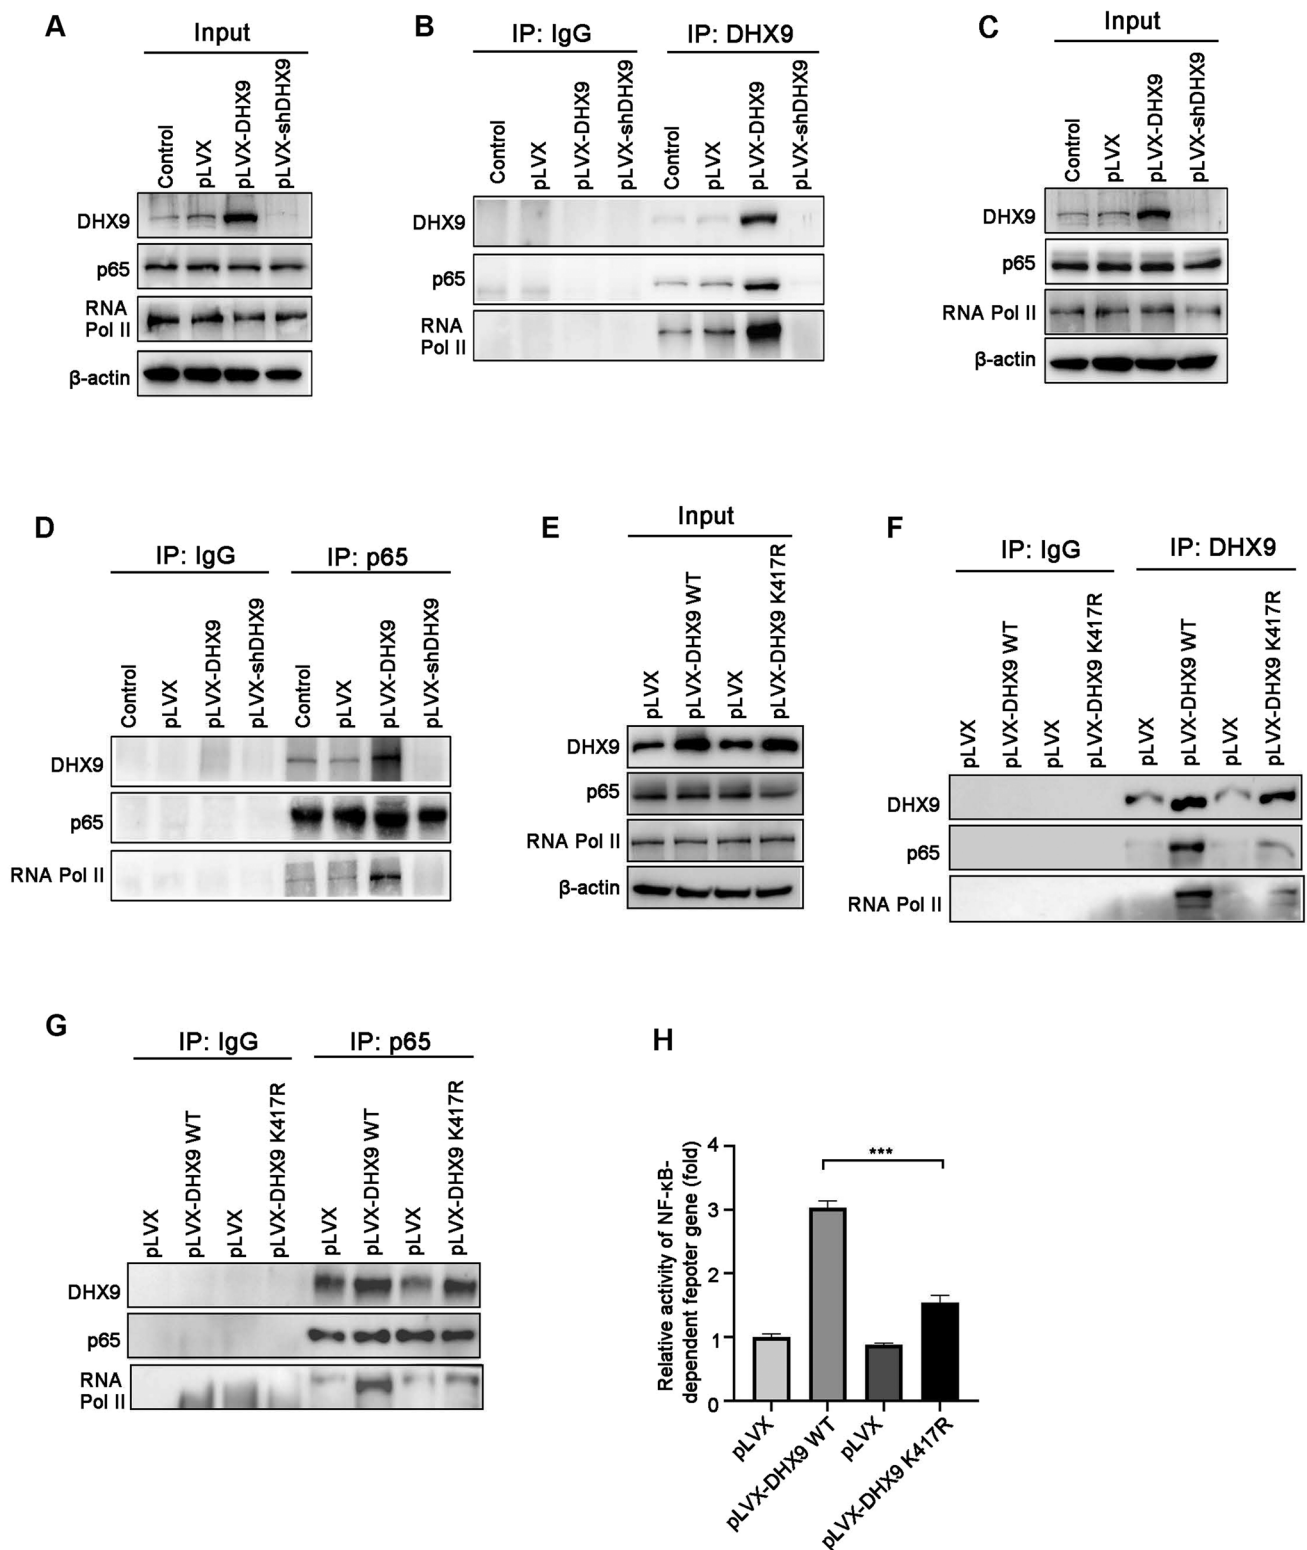 A
Input
Control
pLVX
pLVX-DHX9
pLVX-shDHX9
DHX9
p65
RNA
Pol II
β-actin
B
IP: IgG
IP: DHX9
Control
pLVX
pLVX-DHX9
pLVX-shDHX9
Control
pLVX
pLVX-DHX9
pLVX-shDHX9
DHX9
p65
RNA
Pol II
C
Input
Control
pLVX
pLVX-DHX9
pLVX-shDHX9
DHX9
p65
RNA Pol II
β-actin
D
IP: IgG
IP: p65
Control
pLVX
pLVX-DHX9
pLVX-shDHX9
Control
pLVX
pLVX-DHX9
pLVX-shDHX9
DHX9
p65
RNA Pol II
E
Input
pLVX
pLVX-DHX9 WT
pLVX
pLVX-DHX9 K417R
DHX9
p65
RNA Pol II
β-actin
F
IP: IgG
IP: DHX9
pLVX
pLVX-DHX9 WT
pLVX
pLVX-DHX9 K417R
pLVX
pLVX-DHX9 WT
pLVX
pLVX-DHX9 K417R
DHX9
p65
RNA Pol II
G
IP: IgG
IP: p65
pLVX
pLVX-DHX9 WT
pLVX
pLVX-DHX9 K417R
pLVX
pLVX-DHX9 WT
pLVX
pLVX-DHX9 K417R
DHX9
p65
RNA
Pol II
H
Relative activity of NF-κB-
dependent fepoter gene (fold)
4
3
2
1
0
***
pLVX
pLVX-DHX9 WT
pLVX
pLVX-DHX9 K417R